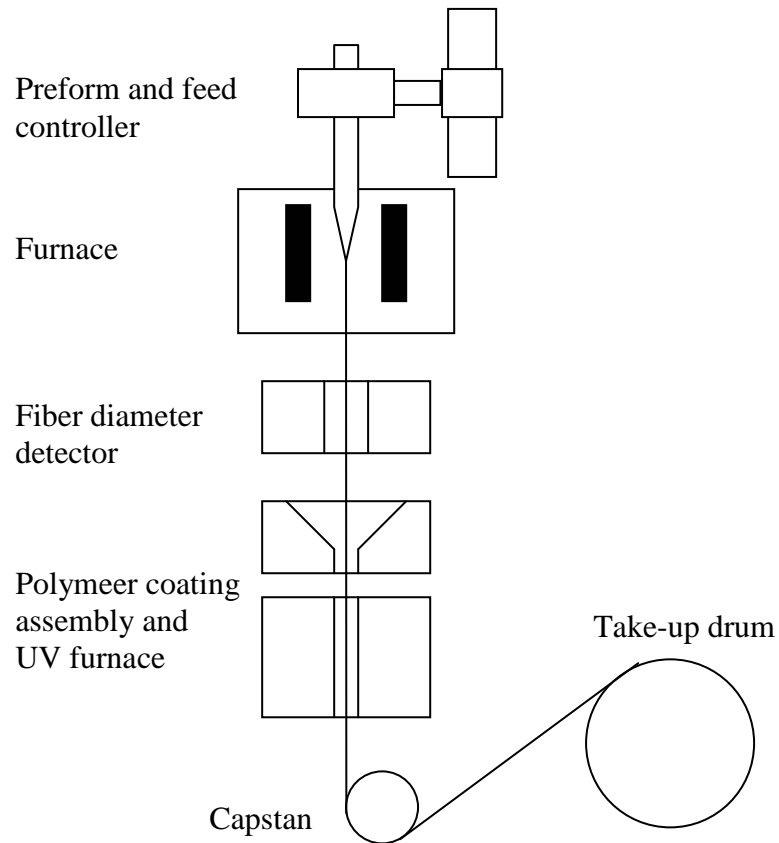 Preform and feed
controller
Furnace
Fiber diameter
detector
Polymeer coating
assembly and
UV furnace
Take-up drum
Capstan